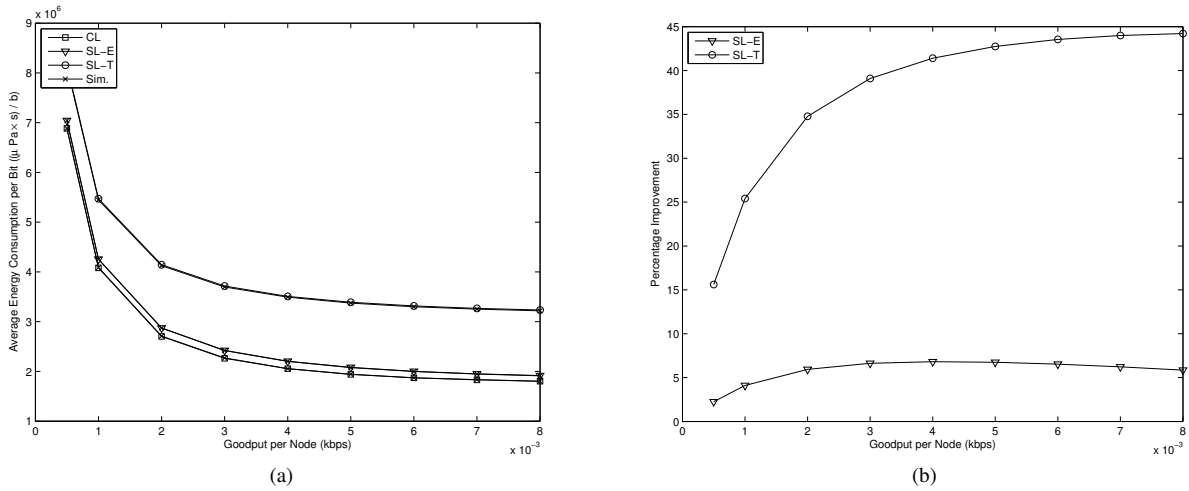 x 10⁶
9
8
7
6
5
4
3
2
1
Average Energy Consumption per Bit ((μ Pa× s) / b)
CL
SL−E
SL−T
Sim.
0 1 2 3 4 5 6 7 8
Goodput per Node (kbps)
x 10⁻³
(a)
45
40
35
30
25
20
15
10
5
0
Percentage Improvement
SL−E
SL−T
0 1 2 3 4 5 6 7 8
Goodput per Node (kbps)
x 10⁻³
(b)